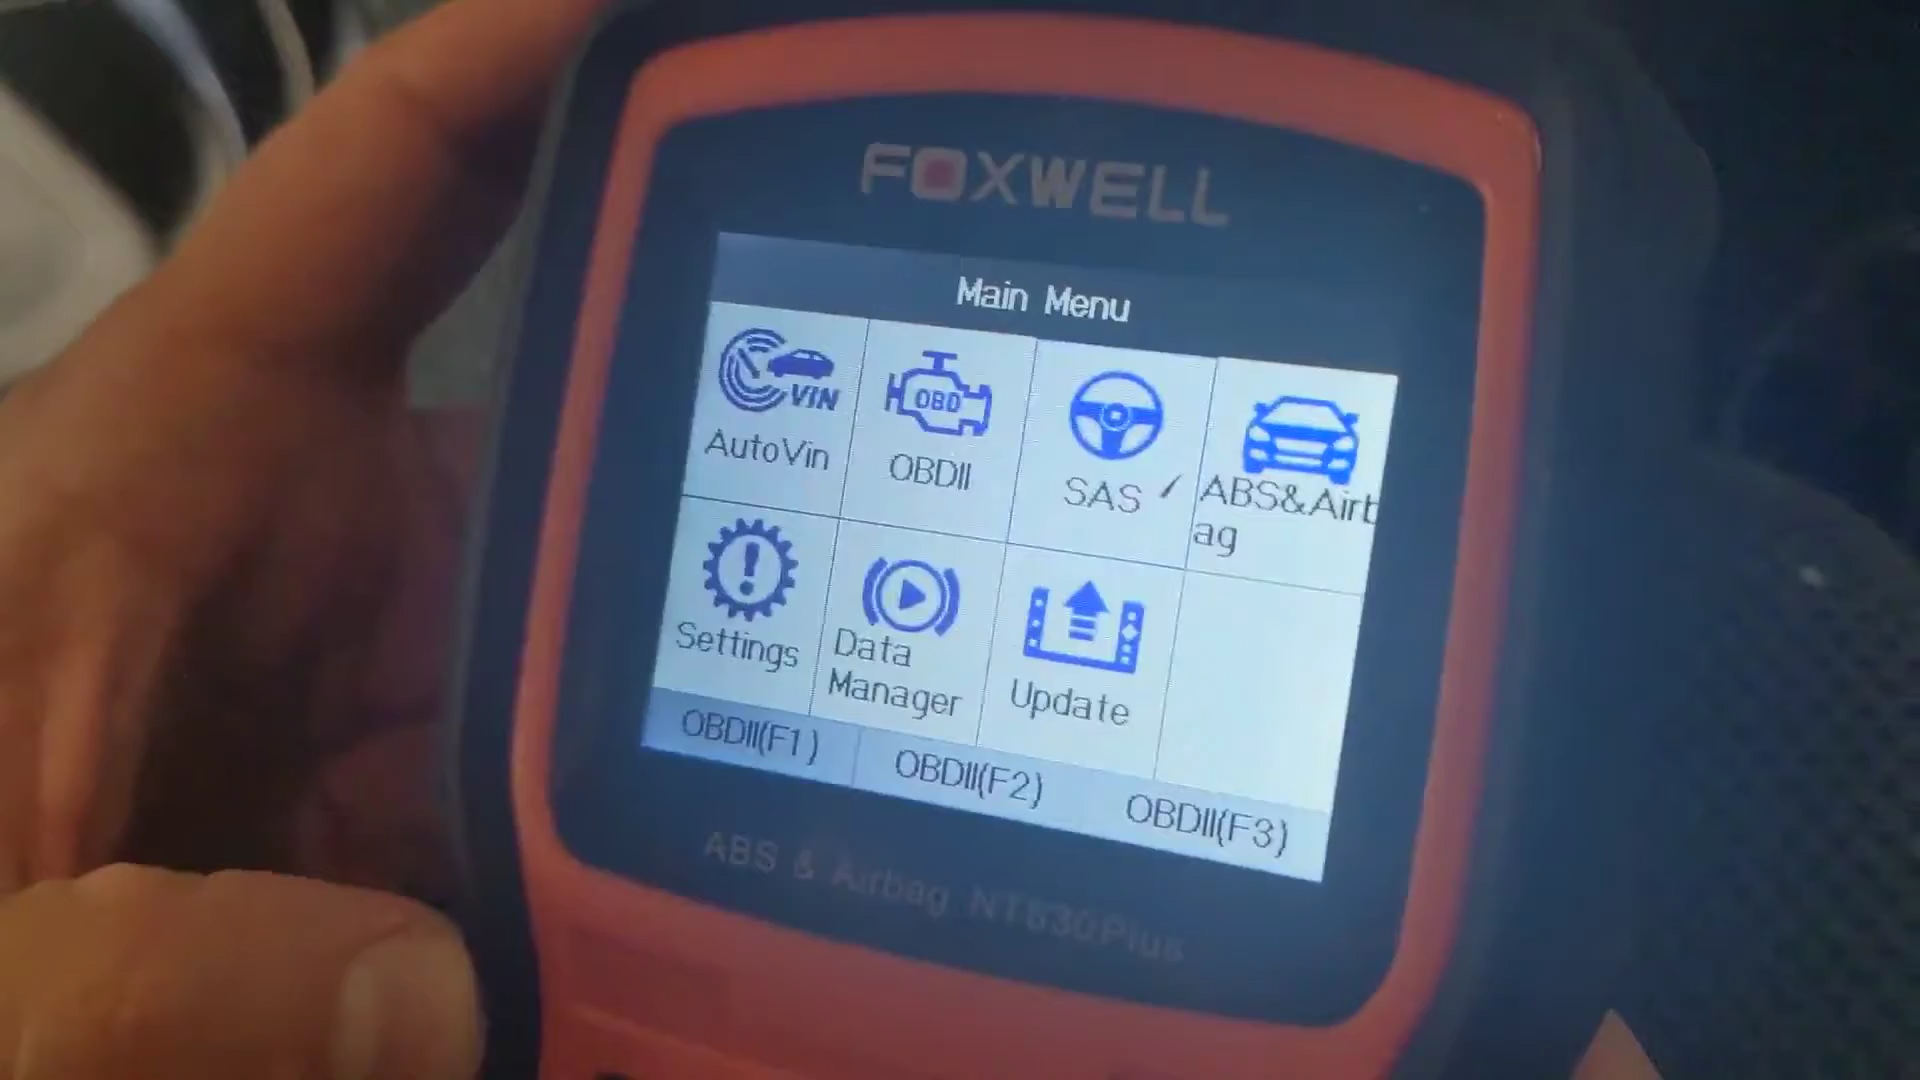 FOXWELL
Main Menu
VIN
OBD
AutoVin
OBDII
SAS
ABS&Airb
ag
Settings
Data
Manager
Update
OBDII(F1)
OBDII(F2)
OBDII(F3)
ABS & Airbag NT630Plus